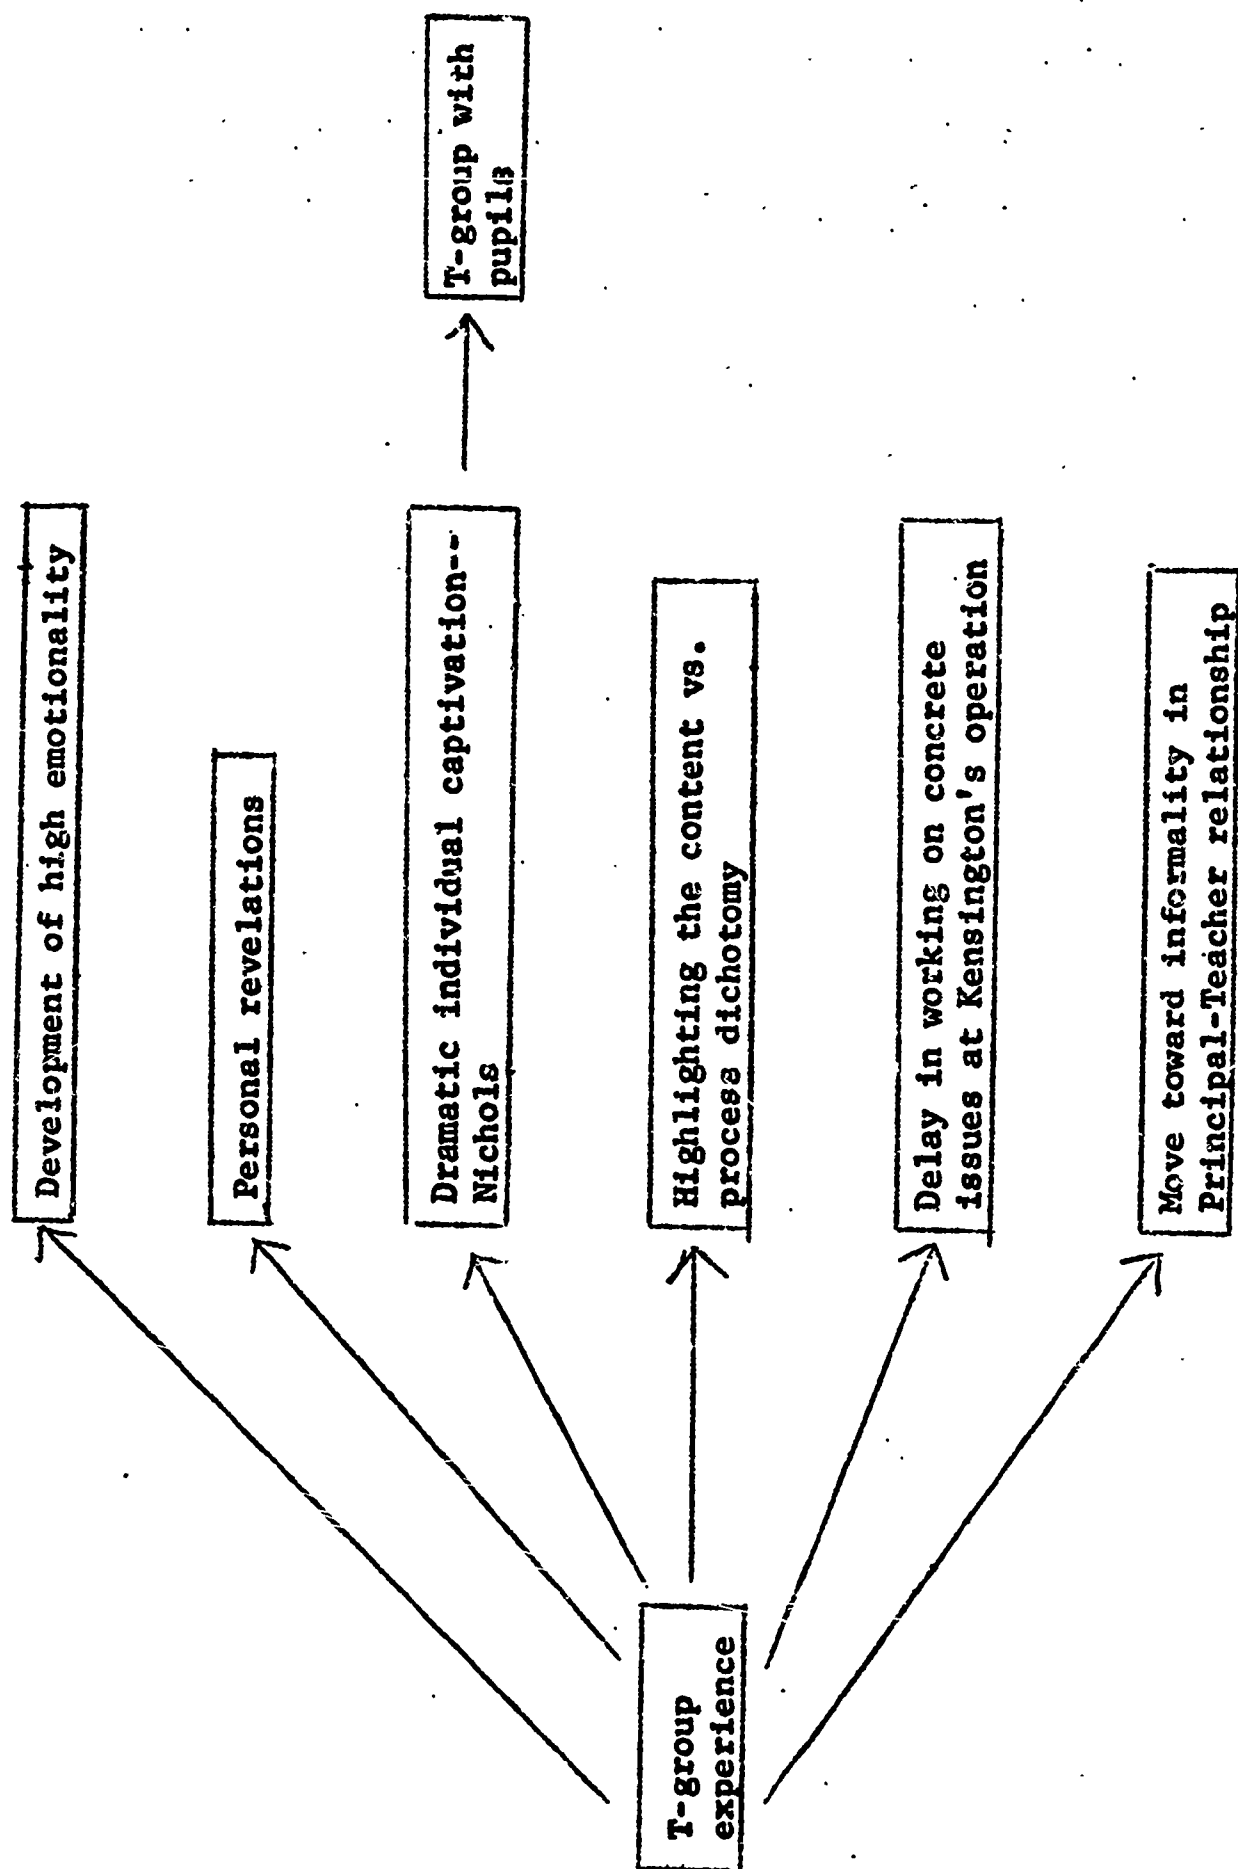 T-group
experience
Development of high emotionality
Personal revelations
Dramatic individual captivation--
Nichols
T-group with
pupils
Highlighting the content vs.
process dichotomy
Delay in working on concrete
issues at Kensington's operation
Move toward informality in
Principal-Teacher relationship